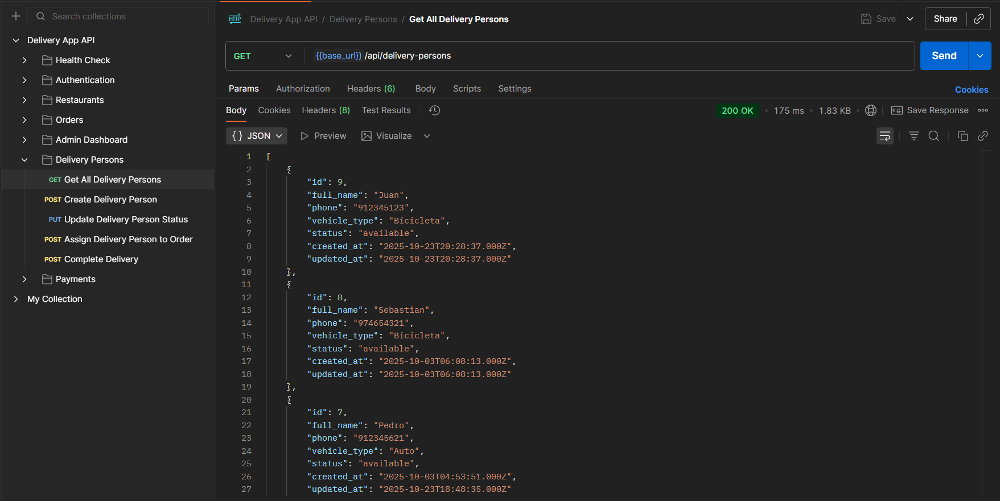 Search collections
Delivery App API
Health Check
Authentication
Restaurants
Orders
Admin Dashboard
Delivery Persons
GET Get All Delivery Persons
POST Create Delivery Person
PUT Update Delivery Person Status
POST Assign Delivery Person to Order
POST Complete Delivery
Payments
My Collection
HTTP Delivery App API / Delivery Persons / Get All Delivery Persons
Save Share
GET {{base_url}} /api/delivery-persons Send
Params Authorization Headers (6) Body Scripts Settings Cookies
Body Cookies Headers (8) Test Results 200 OK • 175 ms • 1.83 KB • e.g. Save Response
{} JSON Preview Visualize
1 [
2 {
3 "id": 9,
4 "full_name": "Juan",
5 "phone": "912345123",
6 "vehicle_type": "Bicicleta",
7 "status": "available",
8 "created_at": "2025-10-23T20:28:37.000Z",
9 "updated_at": "2025-10-23T20:28:37.000Z"
10 },
11 {
12 "id": 8,
13 "full_name": "Sebastian",
14 "phone": "974654321",
15 "vehicle_type": "Bicicleta",
16 "status": "available",
17 "created_at": "2025-10-03T06:08:13.000Z",
18 "updated_at": "2025-10-03T06:08:13.000Z"
19 },
20 {
21 "id": 7,
22 "full_name": "Pedro",
23 "phone": "912345621",
24 "vehicle_type": "Auto",
25 "status": "available",
26 "created_at": "2025-10-03T04:53:51.000Z",
27 "updated_at": "2025-10-23T18:48:35.000Z"